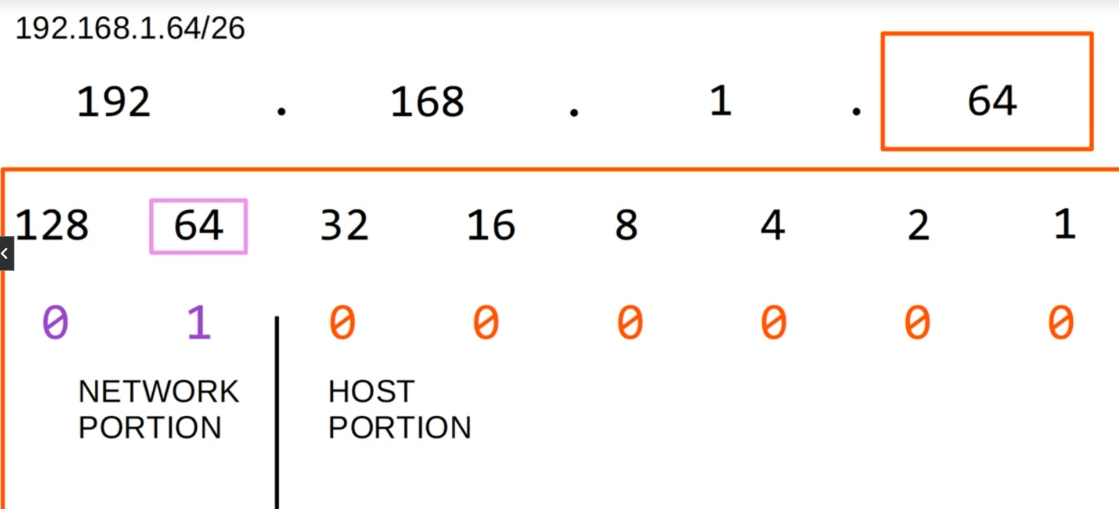 192.168.1.64/26
192 . 168 . 1 . 64
128 64 32 16 8 4 2 1
0 1 0 0 0 0 0 0
NETWORK HOST
PORTION PORTION